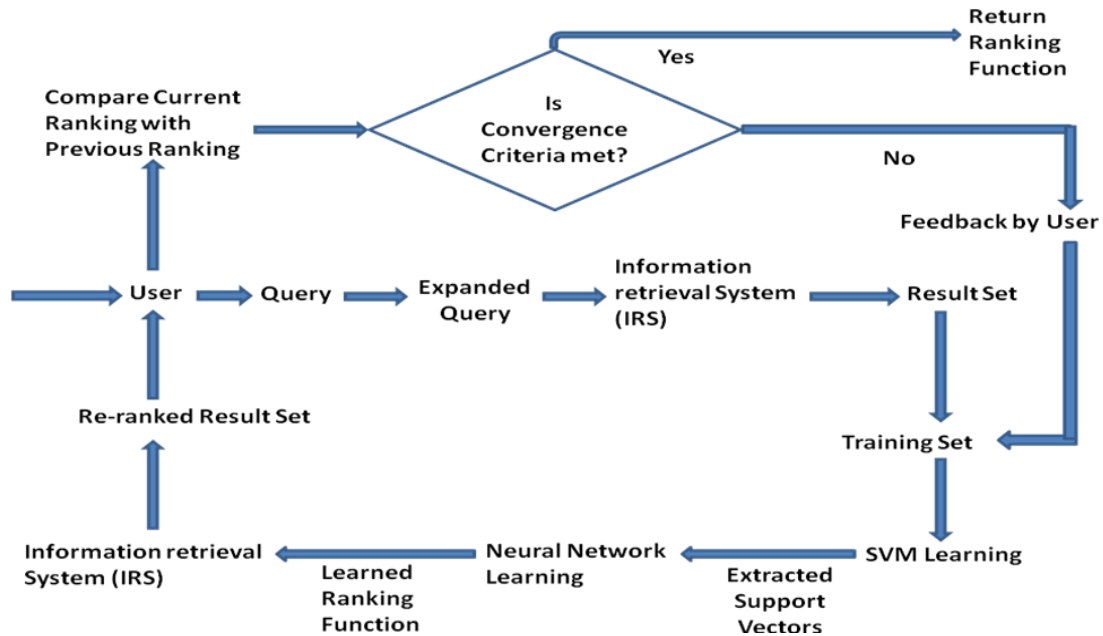 Return
Ranking
Function
Yes
Compare Current
Ranking with
Previous Ranking
Is
Convergence
Criteria met?
No
Feedback by User
User
Query
Expanded
Query
Information
retrieval System
(IRS)
Result Set
Re-ranked Result Set
Training Set
Information retrieval
System (IRS)
Learned
Ranking
Function
Neural Network
Learning
Extracted
Support
Vectors
SVM Learning